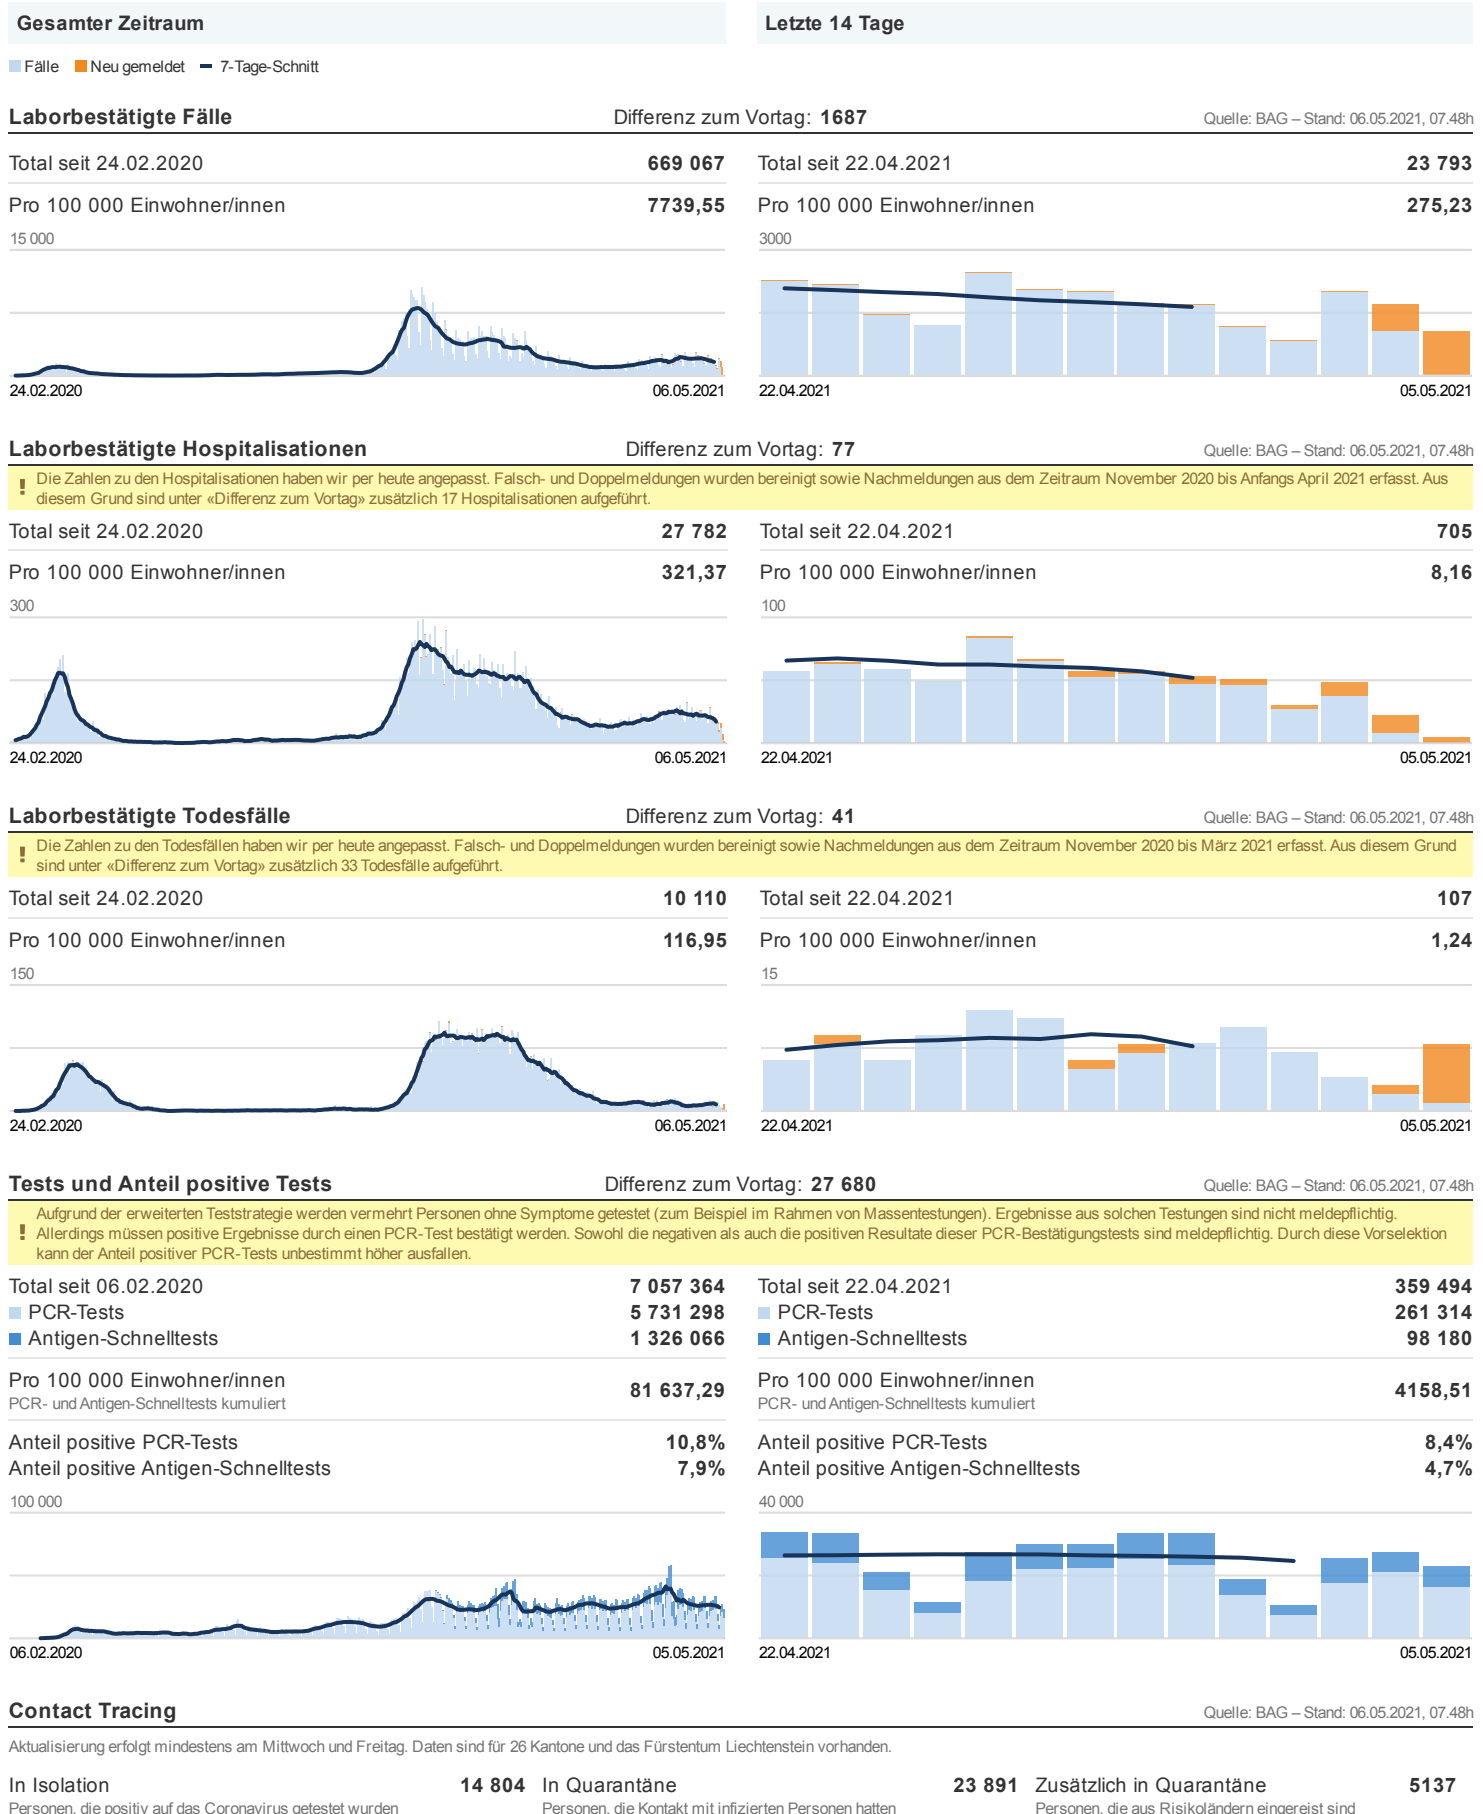 Gesamter Zeitraum
Letzte 14 Tage
Fälle Neu gemeldet 7-Tage-Schnitt
Laborbestätigte Fälle Differenz zum Vortag: 1687 Quelle: BAG – Stand: 06.05.2021, 07.48h
Total seit 24.02.2020 669 067
Pro 100 000 Einwohner/innen 7739,55
15 000
24.02.2020 06.05.2021
Total seit 22.04.2021 23 793
Pro 100 000 Einwohner/innen 275,23
3000
22.04.2021 05.05.2021
Laborbestätigte Hospitalisationen Differenz zum Vortag: 77 Quelle: BAG – Stand: 06.05.2021, 07.48h
! Die Zahlen zu den Hospitalisationen haben wir per heute angepasst. Falsch- und Doppelmeldungen wurden bereinigt sowie Nachmeldungen aus dem Zeitraum November 2020 bis Anfangs April 2021 erfasst. Aus
diesem Grund sind unter «Differenz zum Vortag» zusätzlich 17 Hospitalisationen aufgeführt.
Total seit 24.02.2020 27 782
Pro 100 000 Einwohner/innen 321,37
300
24.02.2020 06.05.2021
Total seit 22.04.2021 705
Pro 100 000 Einwohner/innen 8,16
100
22.04.2021 05.05.2021
Laborbestätigte Todesfälle Differenz zum Vortag: 41 Quelle: BAG – Stand: 06.05.2021, 07.48h
! Die Zahlen zu den Todesfällen haben wir per heute angepasst. Falsch- und Doppelmeldungen wurden bereinigt sowie Nachmeldungen aus dem Zeitraum November 2020 bis März 2021 erfasst. Aus diesem Grund
sind unter «Differenz zum Vortag» zusätzlich 33 Todesfälle aufgeführt.
Total seit 24.02.2020 10 110
Pro 100 000 Einwohner/innen 116,95
150
24.02.2020 06.05.2021
Total seit 22.04.2021 107
Pro 100 000 Einwohner/innen 1,24
15
22.04.2021 05.05.2021
Tests und Anteil positive Tests Differenz zum Vortag: 27 680 Quelle: BAG – Stand: 06.05.2021, 07.48h
Aufgrund der erweiterten Teststrategie werden vermehrt Personen ohne Symptome getestet (zum Beispiel im Rahmen von Massentestungen). Ergebnisse aus solchen Testungen sind nicht meldepflichtig.
! Allerdings müssen positive Ergebnisse durch einen PCR-Test bestätigt werden. Sowohl die negativen als auch die positiven Resultate dieser PCR-Bestätigungstests sind meldepflichtig. Durch diese Vorselektion
kann der Anteil positiver PCR-Tests unbestimmt höher ausfallen.
Total seit 06.02.2020 7 057 364
PCR-Tests 5 731 298
Antigen-Schnelltests 1 326 066
Pro 100 000 Einwohner/innen 81 637,29
PCR- und Antigen-Schnelltests kumuliert
Anteil positive PCR-Tests 10,8%
Anteil positive Antigen-Schnelltests 7,9%
100 000
06.02.2020 05.05.2021
Total seit 22.04.2021 359 494
PCR-Tests 261 314
Antigen-Schnelltests 98 180
Pro 100 000 Einwohner/innen 4158,51
PCR- und Antigen-Schnelltests kumuliert
Anteil positive PCR-Tests 8,4%
Anteil positive Antigen-Schnelltests 4,7%
40 000
22.04.2021 05.05.2021
Contact Tracing Quelle: BAG – Stand: 06.05.2021, 07.48h
Aktualisierung erfolgt mindestens am Mittwoch und Freitag. Daten sind für 26 Kantone und das Fürstentum Liechtenstein vorhanden.
In Isolation 14 804
Personen, die positiv auf das Coronavirus getestet wurden
In Quarantäne 23 891
Personen, die Kontakt mit infizierten Personen hatten
Zusätzlich in Quarantäne 5137
Personen, die aus Risikoländern eingereist sind